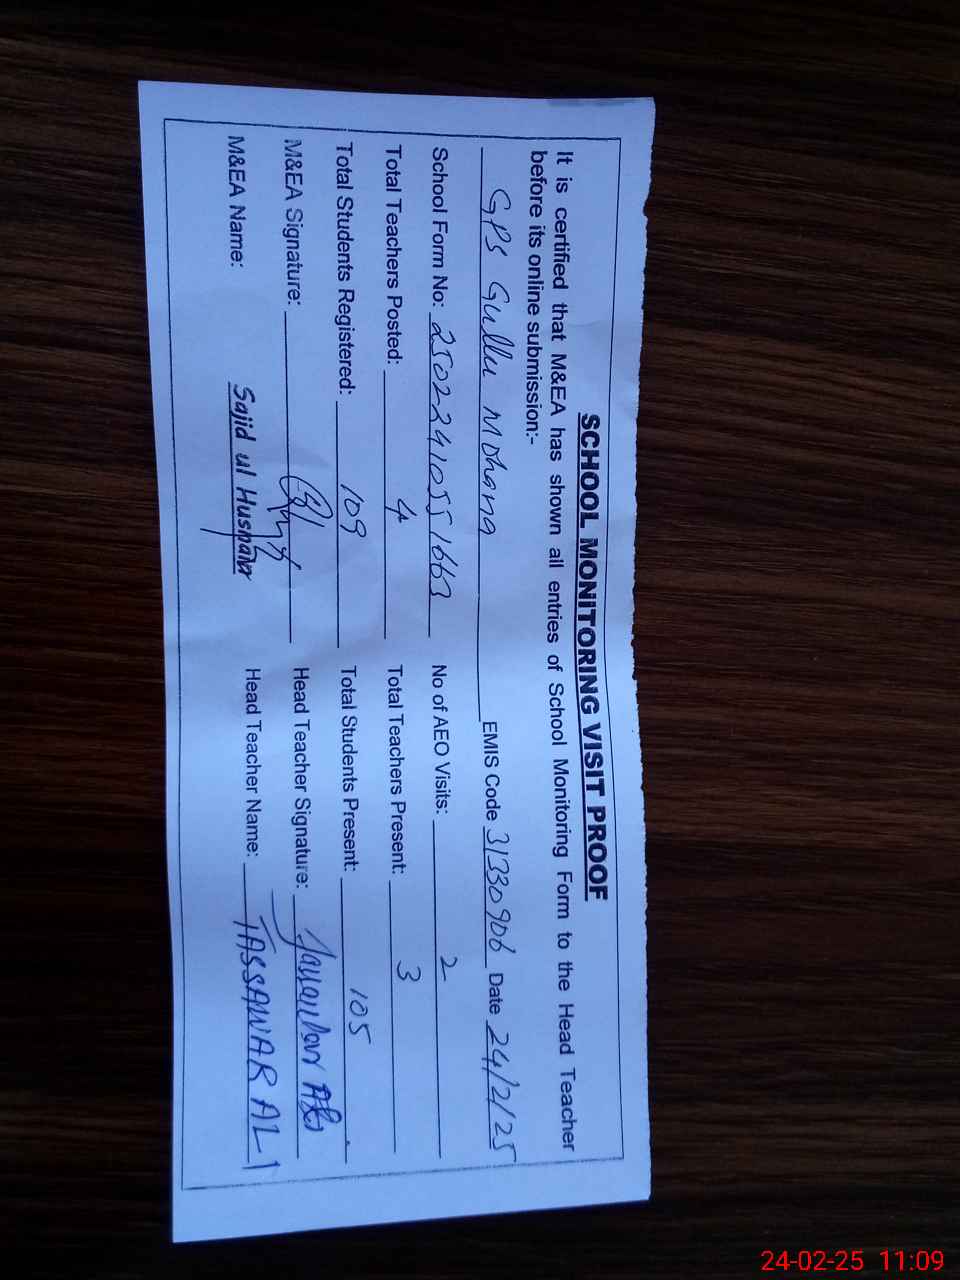 SCHOOL MONITORING VISIT PROOF
It is certified that M&EA has shown all entries of School Monitoring Form to the Head Teacher
before its online submission:-
GPS Gullu Mohana EMIS Code 31330906 Date 24/2/25
School Form No: 25022410551663 No of AEO Visits: 2
Total Teachers Posted: 4 Total Teachers Present: 3
Total Students Registered: 109 Total Students Present: 105
M&EA Signature: Head Teacher Signature:
M&EA Name: Sajid ul Husnain Head Teacher Name: TASSAWAR ALI
24-02-25 11:09